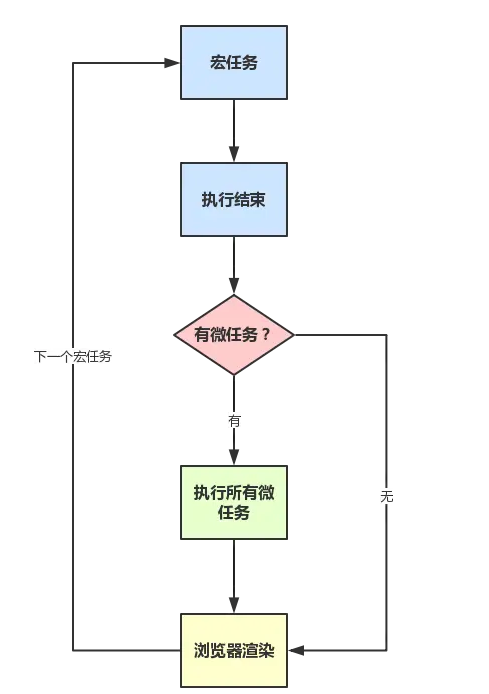 宏任务
执行结束
有微任务？
下一个宏任务
有
执行所有微
任务
无
浏览器渲染